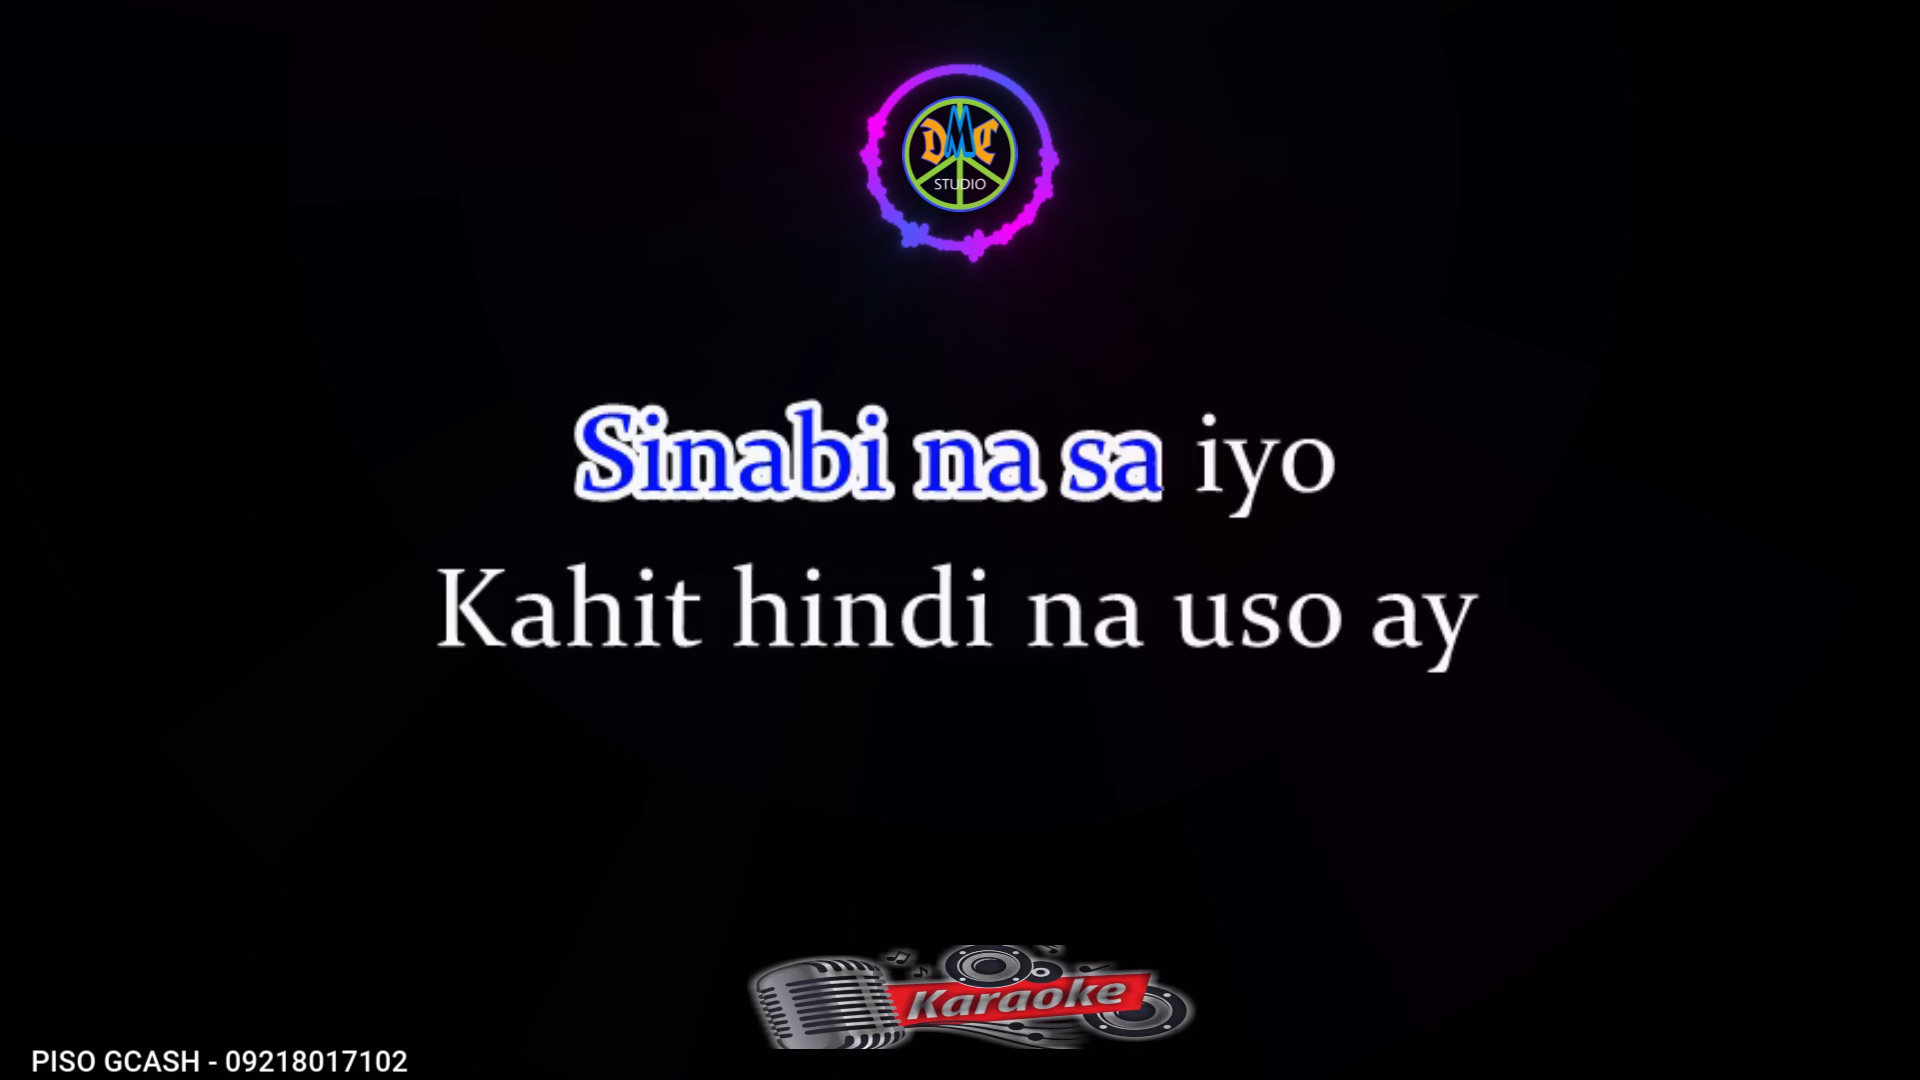 DMC
STUDIO
Sinabi na sa iyo
Kahit hindi na uso ay
Karaoke
PISO GCASH - 09218017102